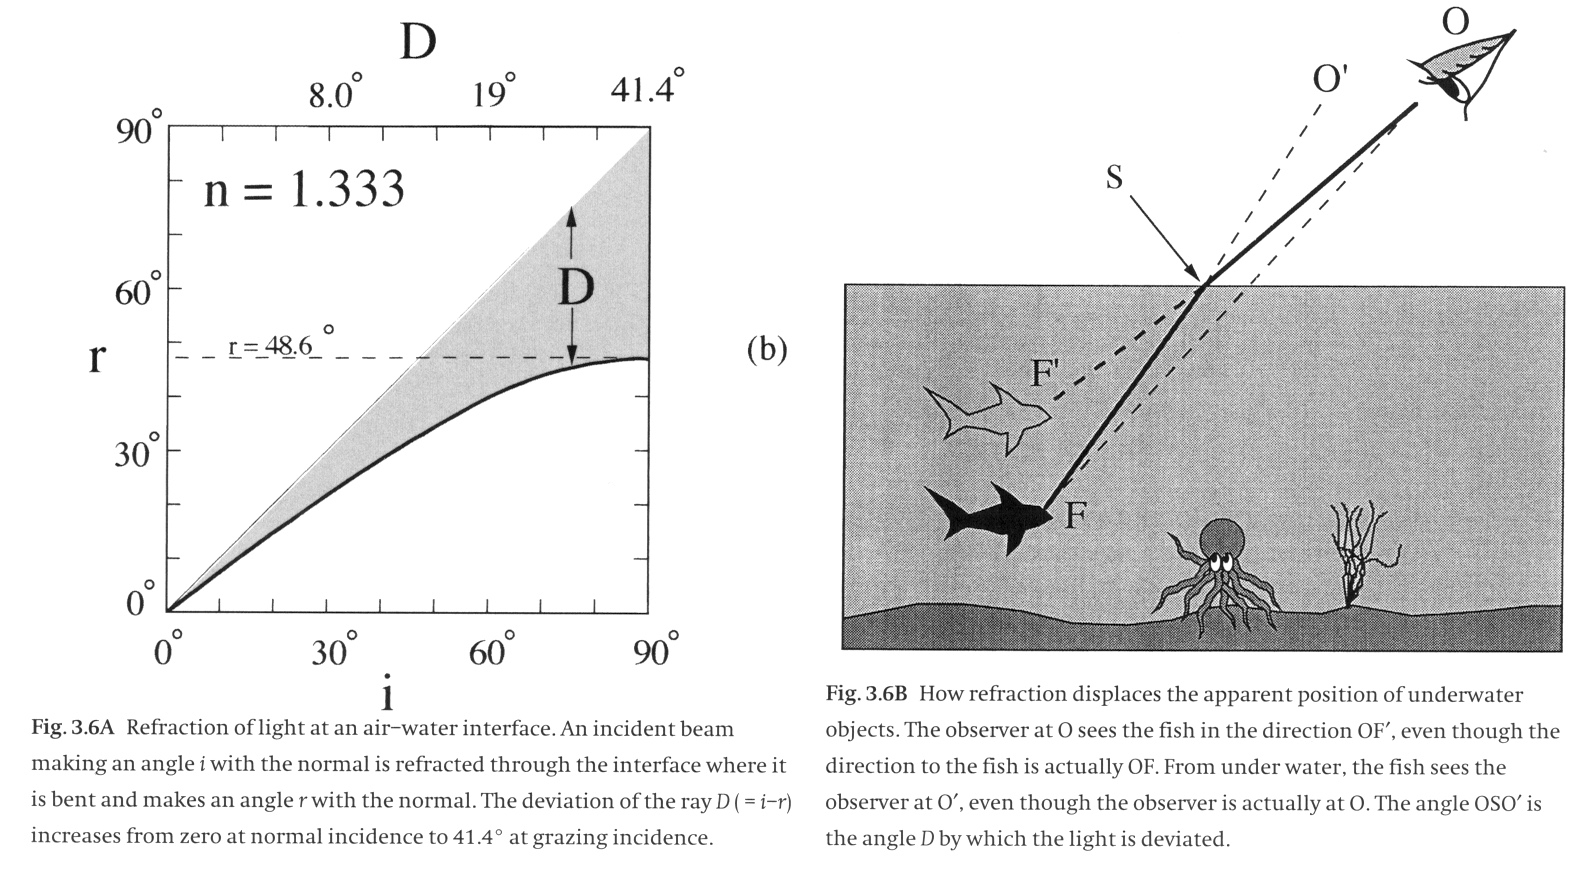 D
8.0° 19° 41.4°
90°
n = 1.333
D
60°
r = 48.6°
r
30°
0°
0° 30° 60° 90°
i
Fig. 3.6A Refraction of light at an air–water interface. An incident beam
making an angle i with the normal is refracted through the interface where it
is bent and makes an angle r with the normal. The deviation of the ray D ( = i–r)
increases from zero at normal incidence to 41.4° at grazing incidence.
(b)
O
O'
S
F'
F
Fig. 3.6B How refraction displaces the apparent position of underwater
objects. The observer at O sees the fish in the direction OF′, even though the
direction to the fish is actually OF. From under water, the fish sees the
observer at O′, even though the observer is actually at O. The angle OSO′ is
the angle D by which the light is deviated.